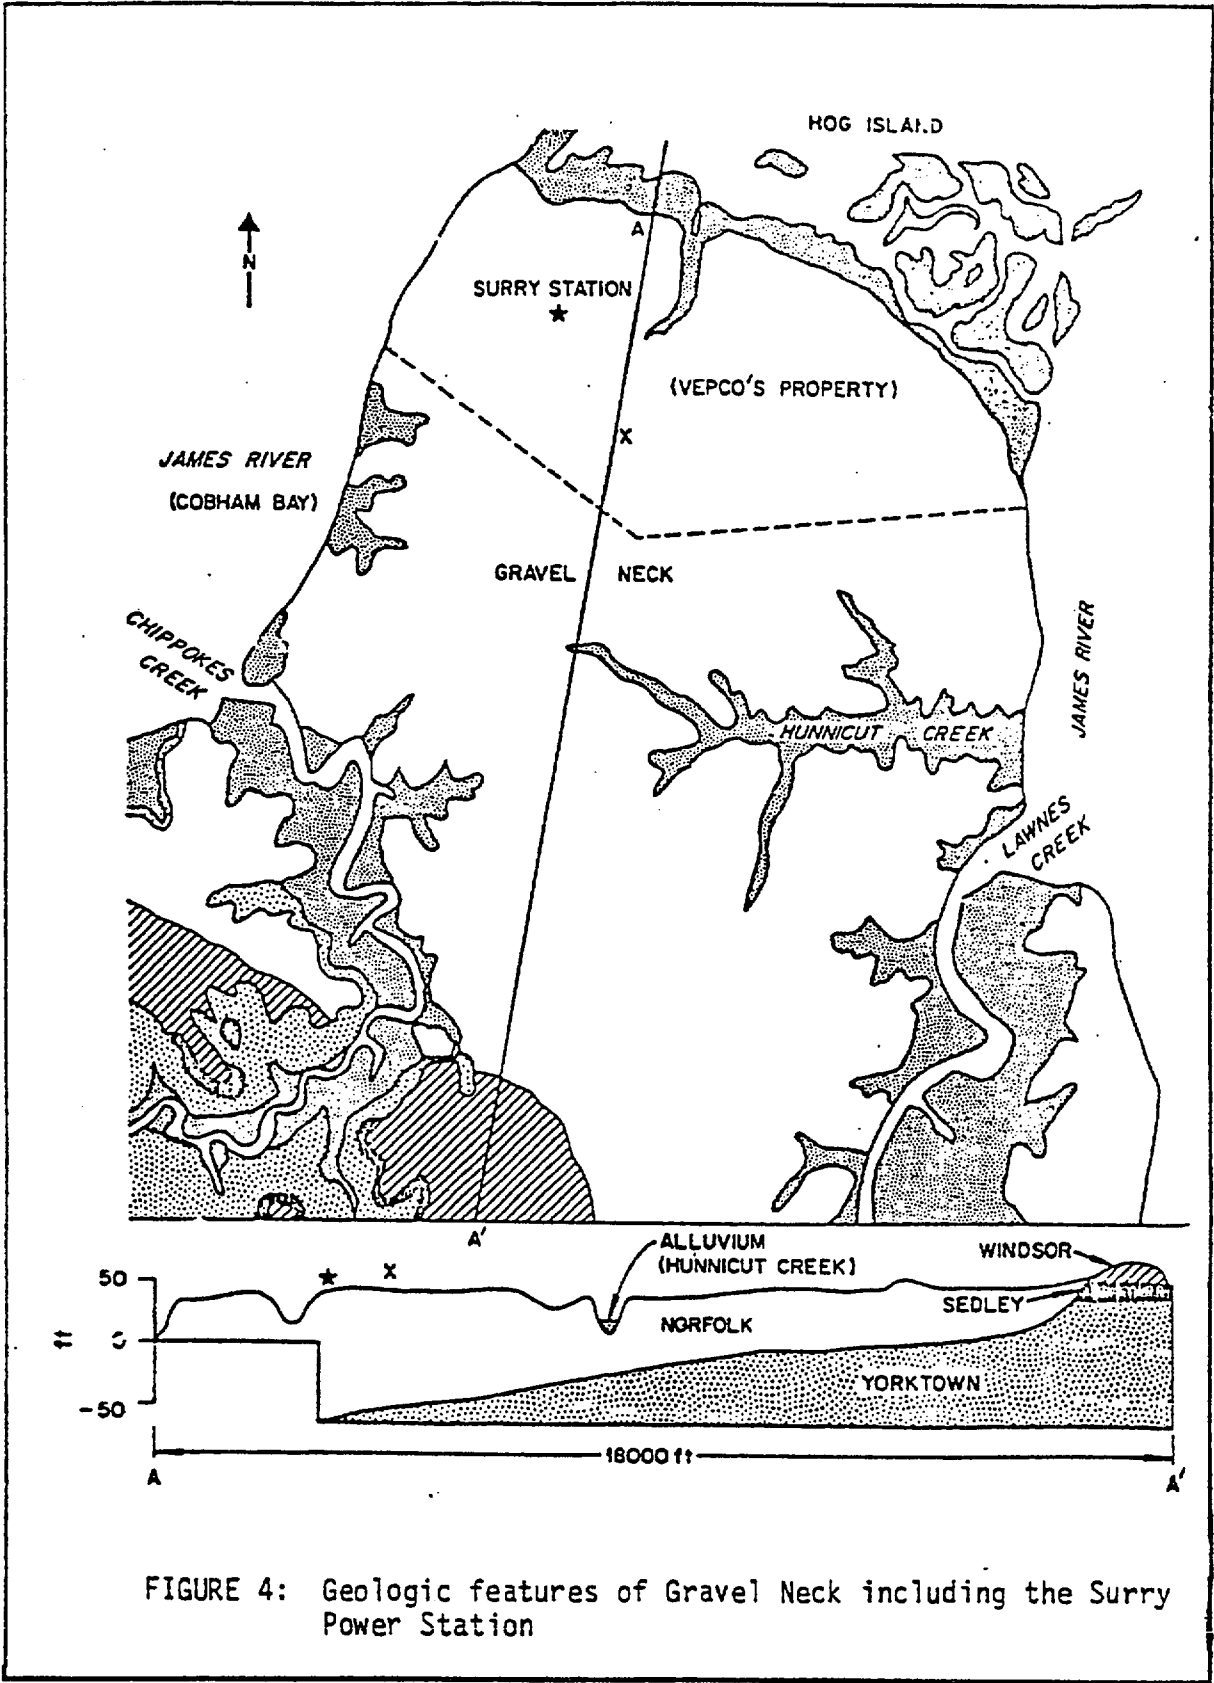 HOG ISLAND
A
N
SURRY STATION
(VEPCO'S PROPERTY)
X
JAMES RIVER
(COBHAM BAY)
GRAVEL NECK
CHIPPOKES
CREEK
JAMES RIVER
HUNNICUT CREEK
LAWNES
CREEK
A'
ALLUVIUM
(HUNNICUT CREEK)
WINDSOR
50
X
SEDLEY
NORFOLK
ft
0
YORKTOWN
-50
18000 ft
A
A'
FIGURE 4: Geologic features of Gravel Neck including the Surry
Power Station